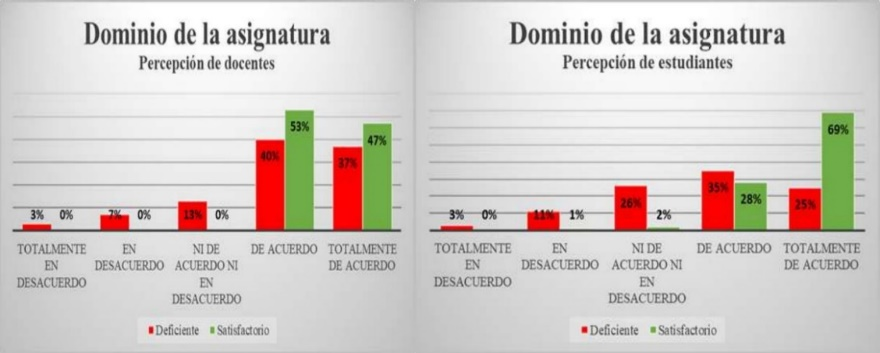 Dominio de la asignatura
Percepción de docentes
3% 0% 7% 0% 13% 0% 40% 53% 37% 47%
TOTALMENTE EN DESACUERDO
EN DESACUERDO
NI DE ACUERDO NI EN DESACUERDO
DE ACUERDO
TOTALMENTE DE ACUERDO
Deficiente Satisfactorio
Dominio de la asignatura
Percepción de estudiantes
3% 0% 11% 1% 26% 2% 35% 28% 25% 69%
TOTALMENTE EN DESACUERDO
EN DESACUERDO
NI DE ACUERDO NI EN DESACUERDO
DE ACUERDO
TOTALMENTE DE ACUERDO
Deficiente Satisfactorio